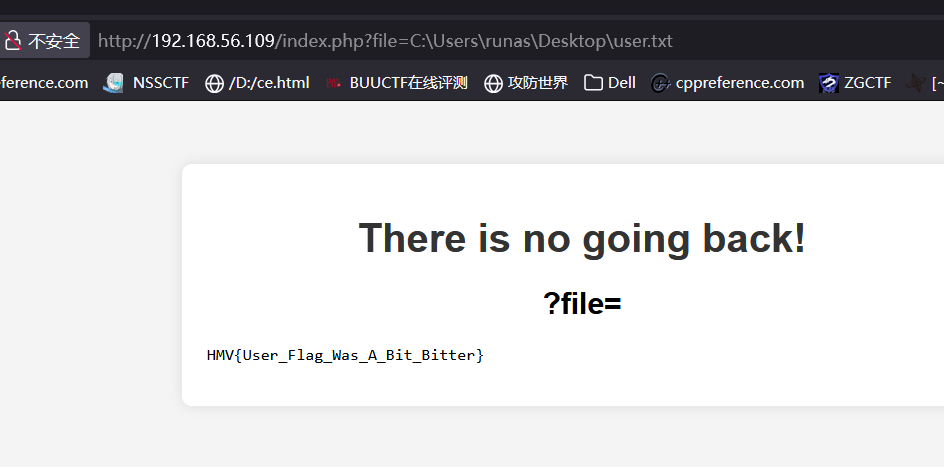 不安全 http://192.168.56.109/index.php?file=C:\Users\runas\Desktop\user.txt
eference.com NSSCTF /D:/ce.html BUUCTF在线评测 攻防世界 Dell cppreference.com ZGCTF [~
There is no going back!
?file=
HMV{User_Flag_Was_A_Bit_Bitter}